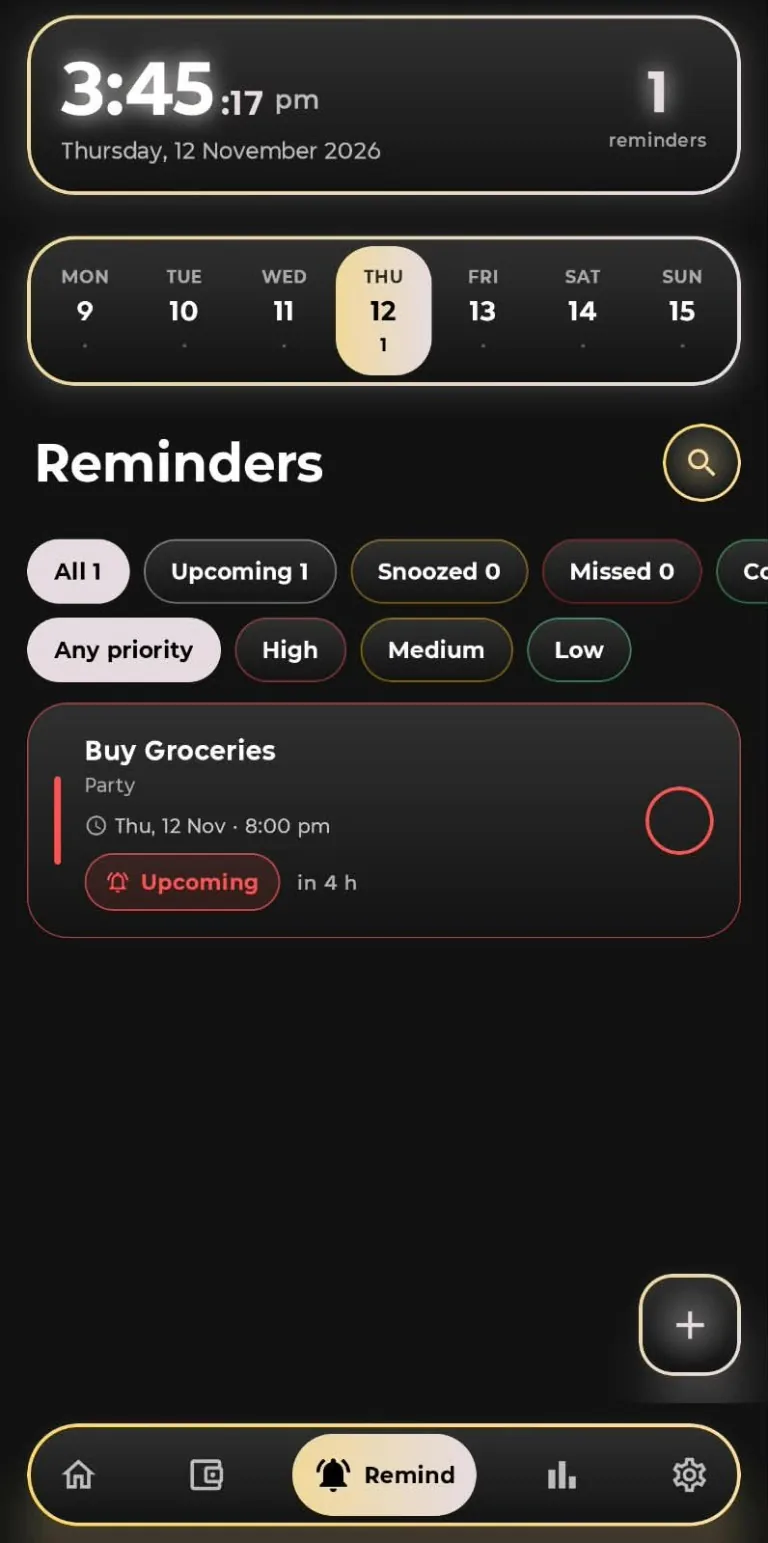 3:45 :17 pm
Thursday, 12 November 2026
1
reminders
MON TUE WED THU FRI SAT SUN
9 10 11 12 13 14 15
1
Reminders
All 1 Upcoming 1 Snoozed 0 Missed 0 Co
Any priority High Medium Low
Buy Groceries
Party
Thu, 12 Nov · 8:00 pm
Upcoming in 4 h
Remind